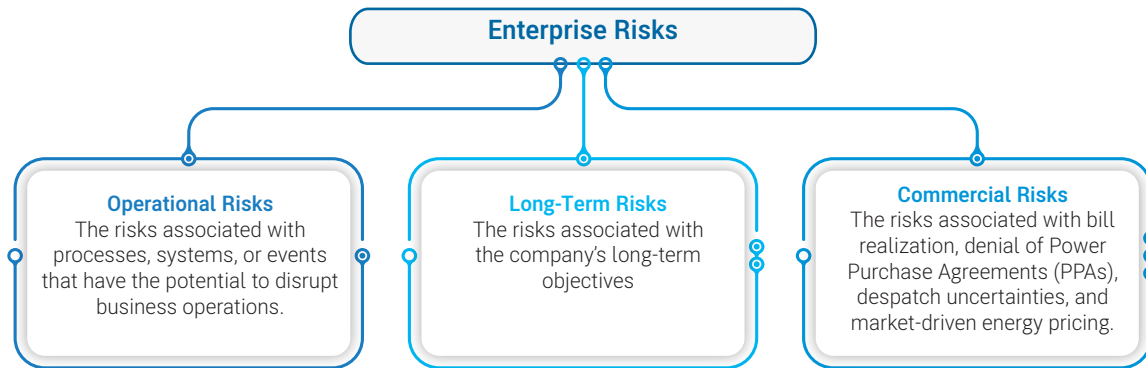 Enterprise Risks
Operational Risks
The risks associated with
processes, systems, or events
that have the potential to disrupt
business operations.
Long-Term Risks
The risks associated with
the company's long-term
objectives
Commercial Risks
The risks associated with bill
realization, denial of Power
Purchase Agreements (PPAs),
despatch uncertainties, and
market-driven energy pricing.